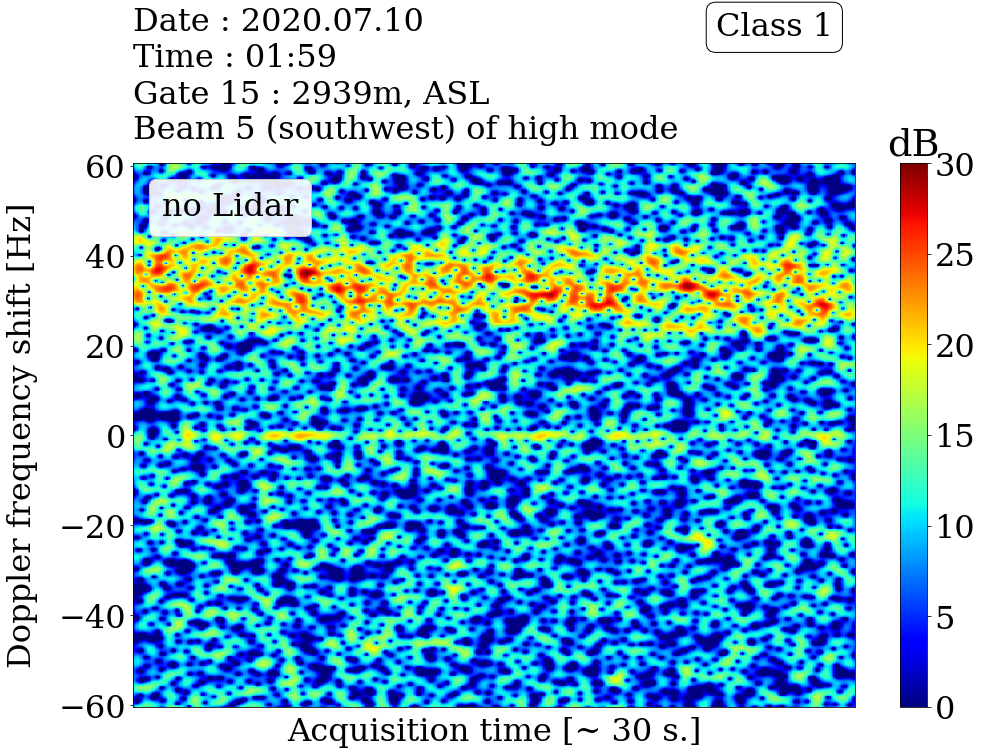 Date : 2020.07.10
Class 1
Time : 01:59
Gate 15 : 2939m, ASL
Beam 5 (southwest) of high mode
dB
no Lidar
60
40
20
0
−20
−40
−60
Doppler frequency shift [Hz]
30
25
20
15
10
5
0
Acquisition time [~ 30 s.]